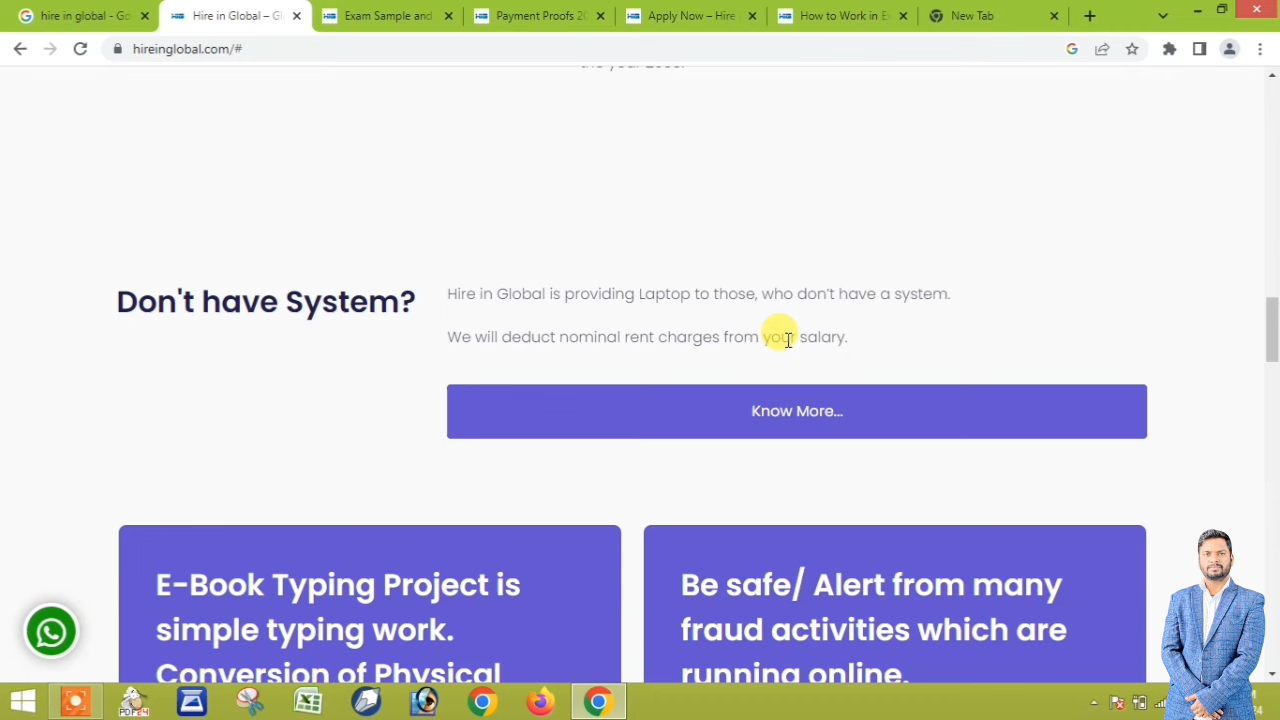 hire in global - Go
Hire in Global – Gl
Exam Sample and
Payment Proofs 20
Apply Now – Hire
How to Work in E
New Tab
hireinglobal.com/#
Don't have System?
Hire in Global is providing Laptop to those, who don't have a system.
We will deduct nominal rent charges from your salary.
Know More...
E-Book Typing Project is
simple typing work.
Conversion of Physical
Be safe/ Alert from many
fraud activities which are
running online.
PDF24